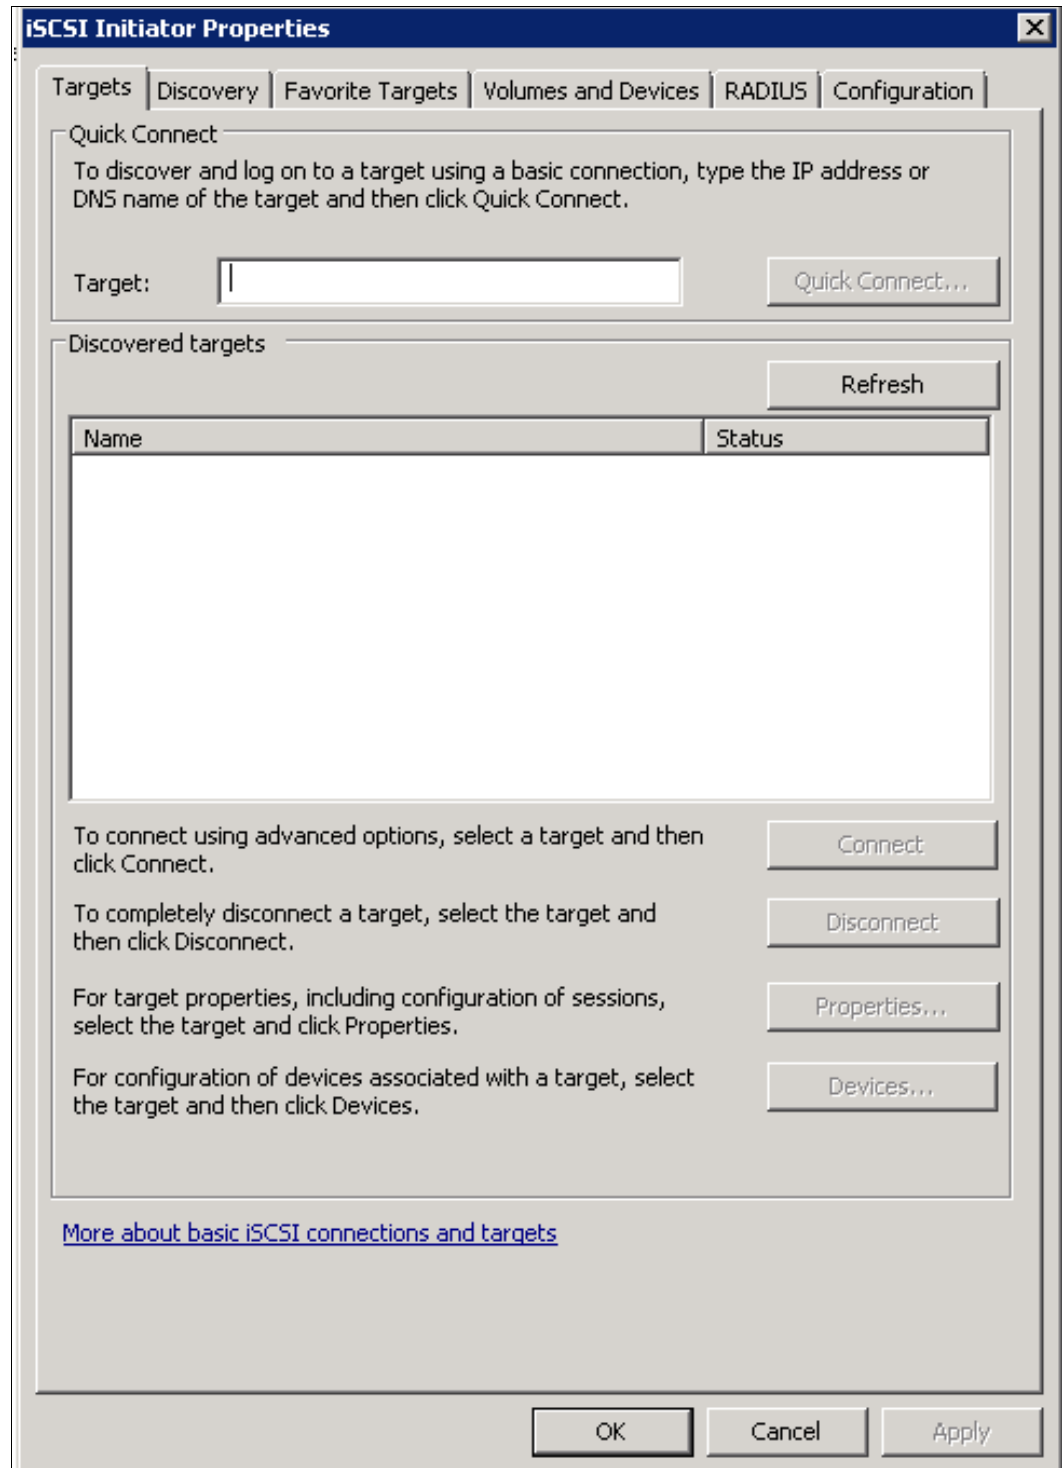 iSCSI Initiator Properties
Targets Discovery Favorite Targets Volumes and Devices RADIUS Configuration
Quick Connect
To discover and log on to a target using a basic connection, type the IP address or
DNS name of the target and then click Quick Connect.
Target: Quick Connect...
Discovered targets
Refresh
Name Status
To connect using advanced options, select a target and then
click Connect.
Connect
To completely disconnect a target, select the target and
then click Disconnect.
Disconnect
For target properties, including configuration of sessions,
select the target and click Properties.
Properties...
For configuration of devices associated with a target, select
the target and then click Devices.
Devices...
More about basic iSCSI connections and targets
OK Cancel Apply